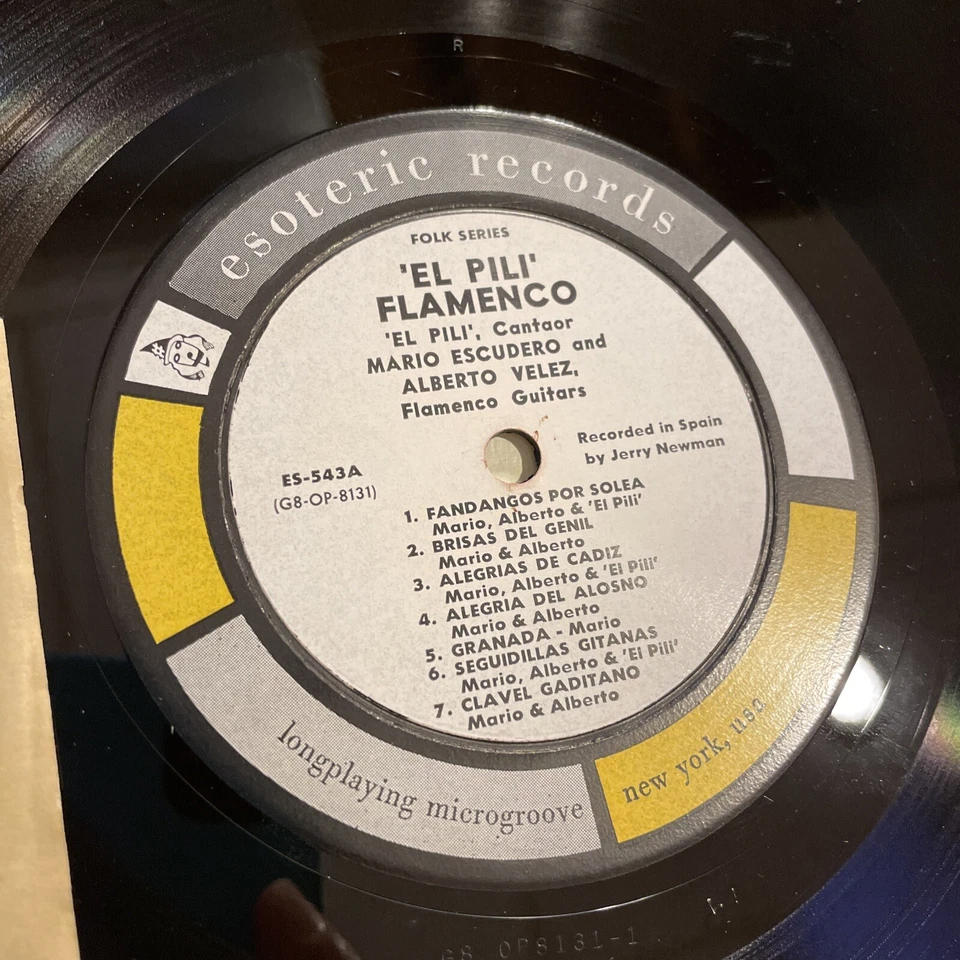 R
esoteric records
FOLK SERIES
'EL PILI'
FLAMENCO
'EL PILI', Cantaor
MARIO ESCUDERO and
ALBERTO VELEZ,
Flamenco Guitars
Recorded in Spain
by Jerry Newman
ES-543A
(G8-OP-8131)
1. FANDANGOS POR SOLEA
Mario, Alberto & 'El Pili'
2. BRISAS DEL GENIL
Mario & Alberto
3. ALEGRIAS DE CADIZ
Mario, Alberto & 'El Pili'
4. ALEGRIA DEL ALOSNO
Mario & Alberto
5. GRANADA - Mario
6. SEGUIDILLAS GITANAS
Mario, Alberto & 'El Pili'
7. CLAVEL GADITANO
Mario & Alberto
longplaying microgroove
new york, usa
G8 OP8131-1